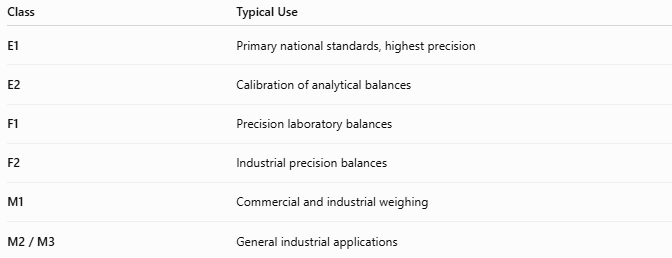 Class Typical Use
E1 Primary national standards, highest precision
E2 Calibration of analytical balances
F1 Precision laboratory balances
F2 Industrial precision balances
M1 Commercial and industrial weighing
M2 / M3 General industrial applications